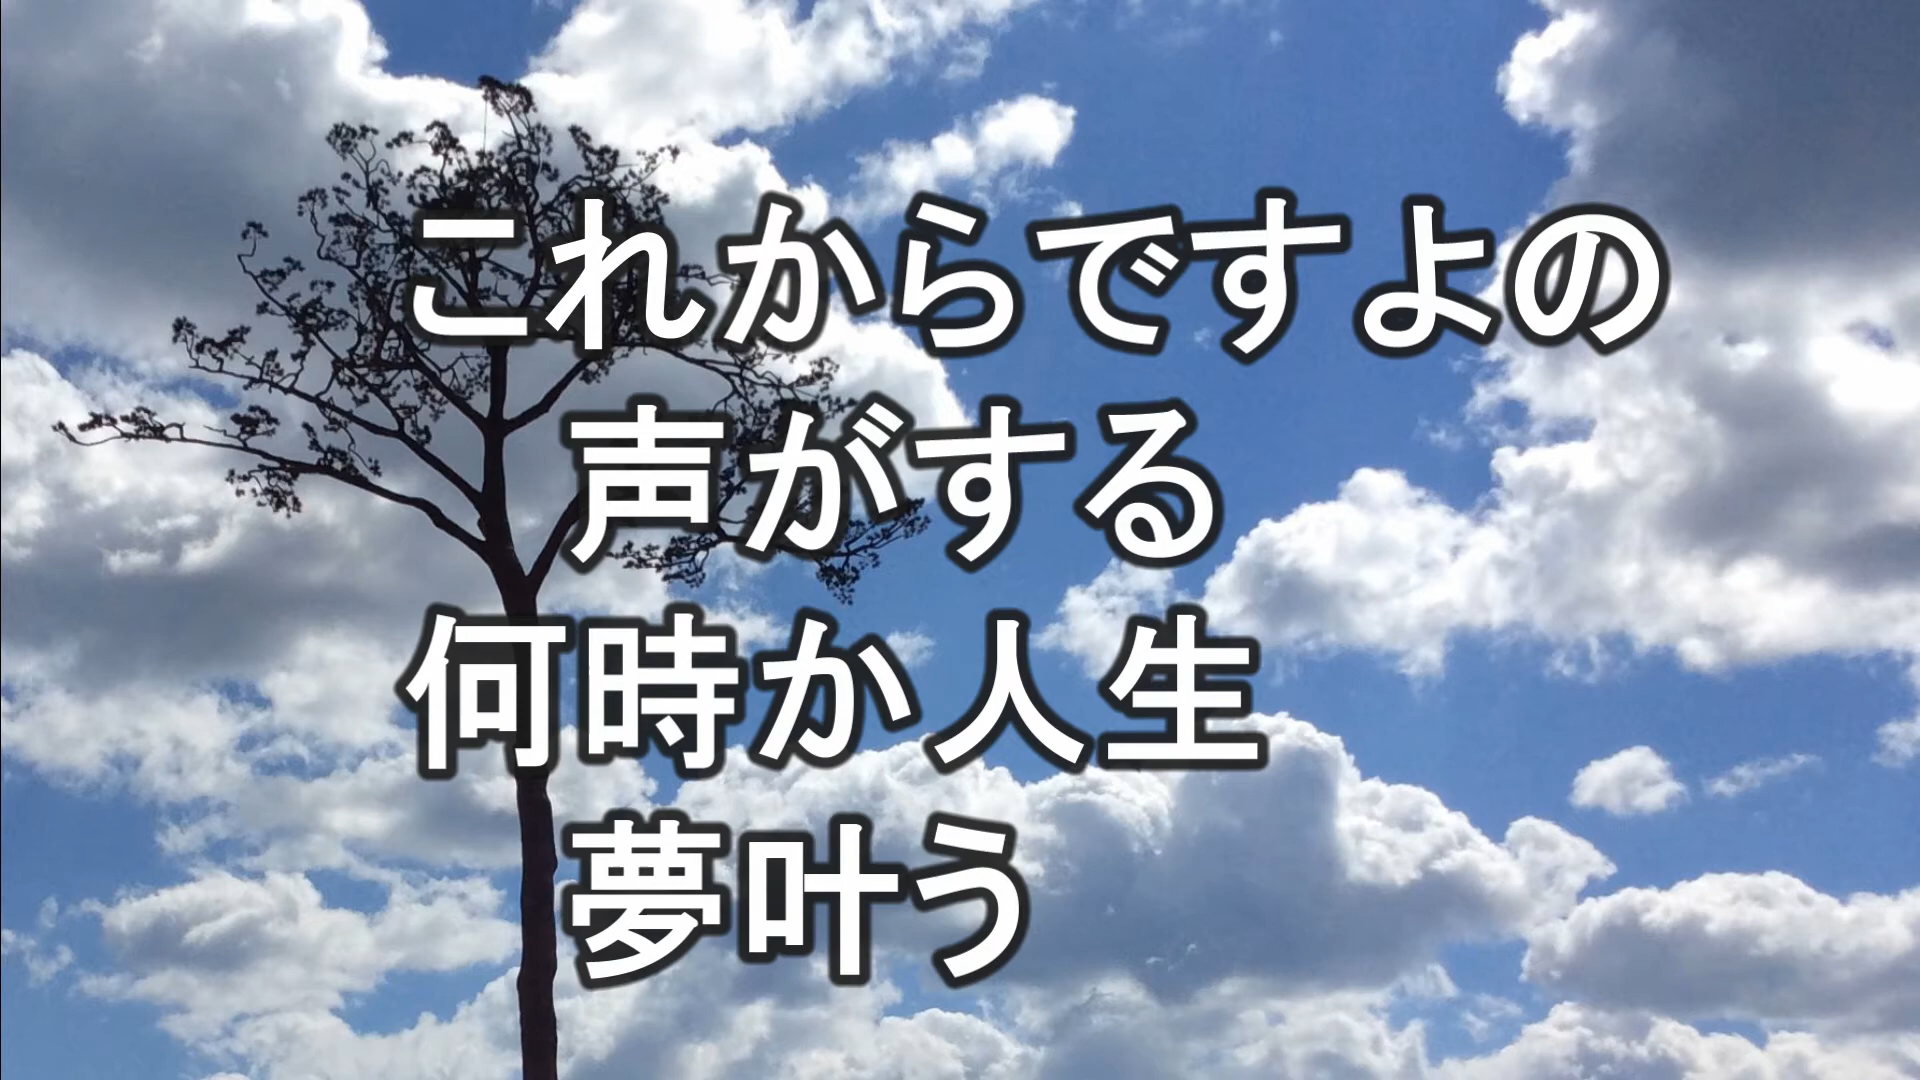 これからですよの
声がする
何時か人生
夢叶う